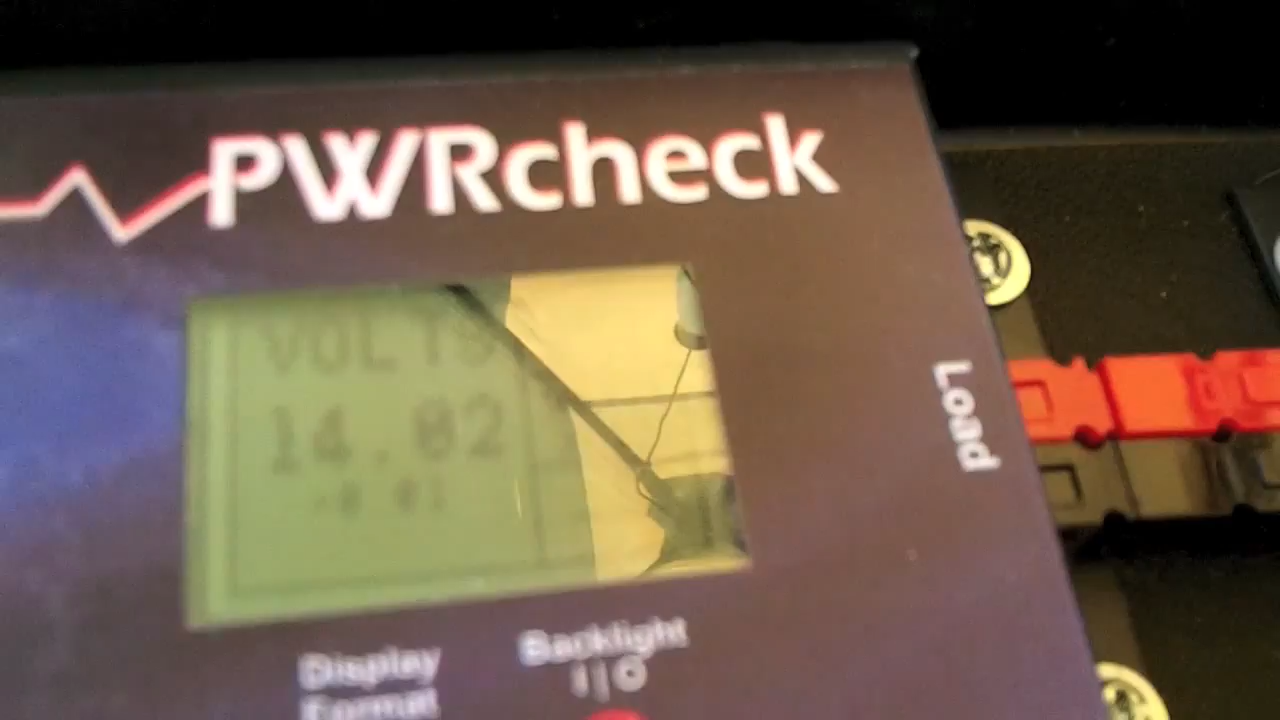 PWRcheck
VOLTS
14.02
Load
Backlight
I|O
Display
Format